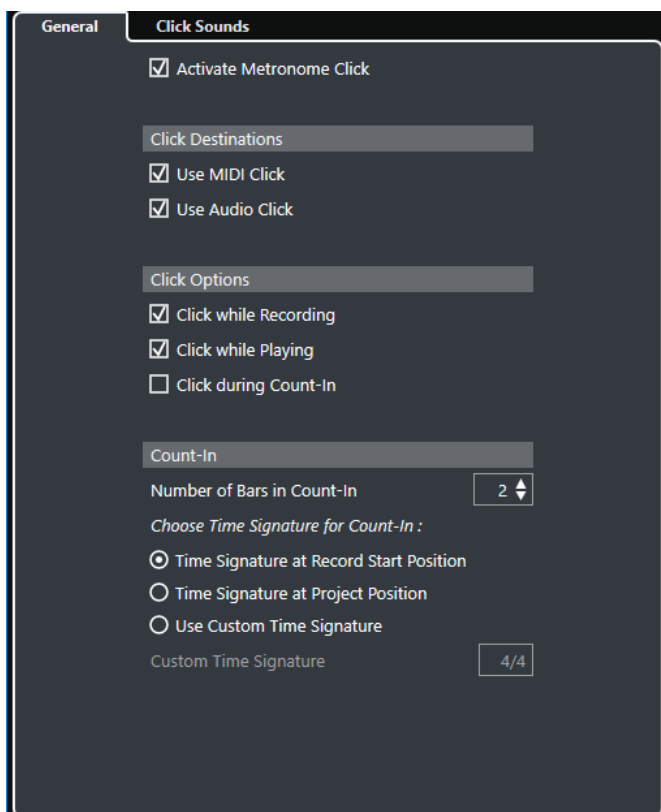 General Click Sounds
Activate Metronome Click
Click Destinations
Use MIDI Click
Use Audio Click
Click Options
Click while Recording
Click while Playing
Click during Count-In
Count-In
Number of Bars in Count-In 2
Choose Time Signature for Count-In :
Time Signature at Record Start Position
Time Signature at Project Position
Use Custom Time Signature
Custom Time Signature 4/4